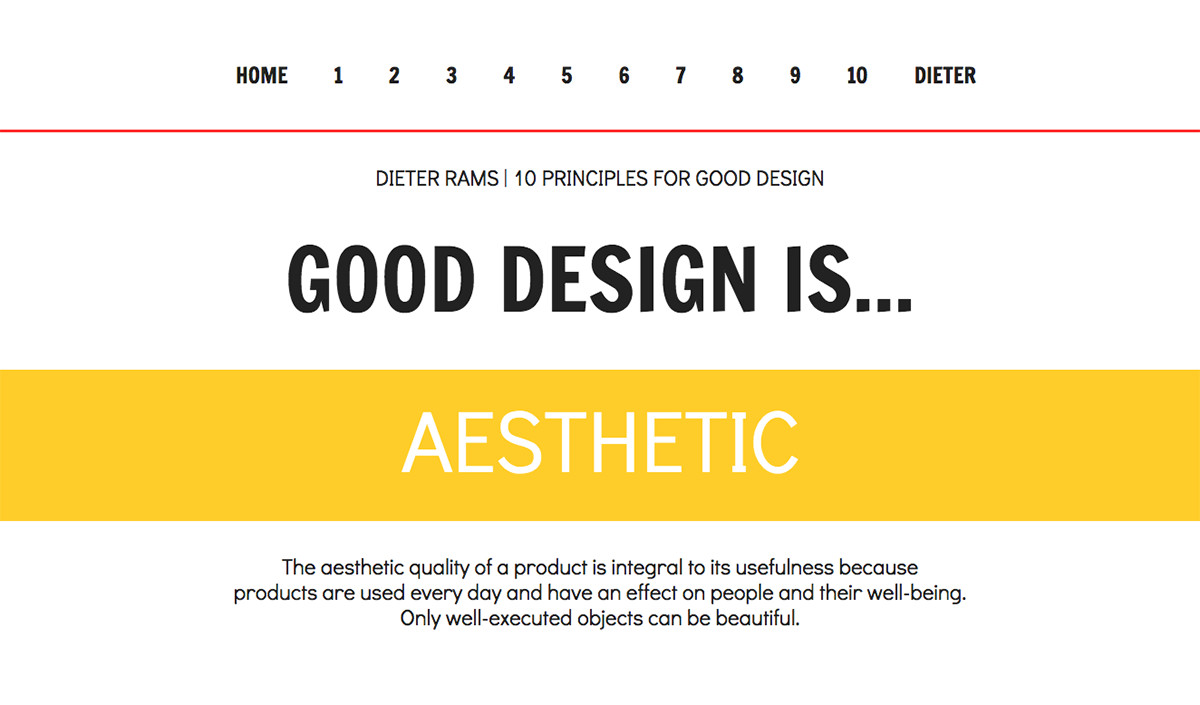 HOME 1 2 3 4 5 6 7 8 9 10 DIETER
DIETER RAMS | 10 PRINCIPLES FOR GOOD DESIGN
GOOD DESIGN IS...
AESTHETIC
The aesthetic quality of a product is integral to its usefulness because
products are used every day and have an effect on people and their well-being.
Only well-executed objects can be beautiful.